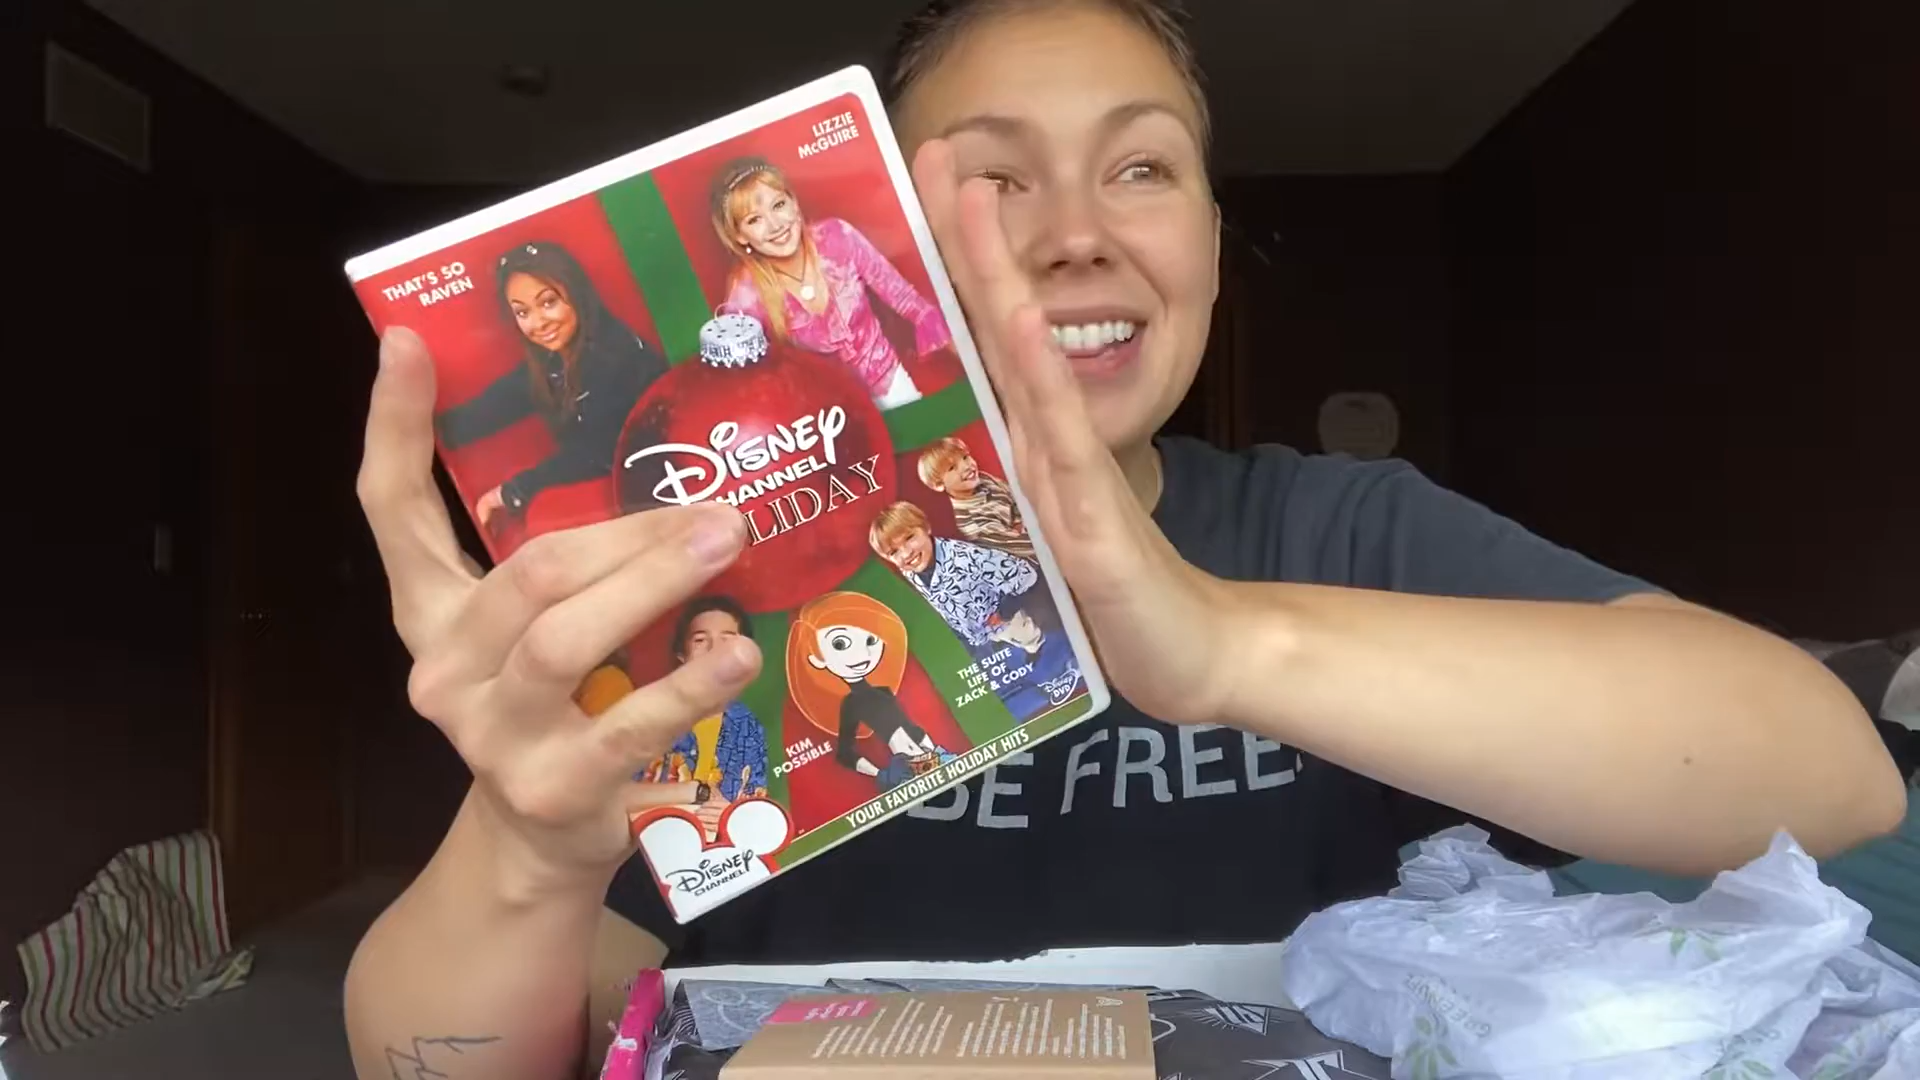 LIZZIE
McGUIRE
THAT'S SO
RAVEN
DISNEY
HANNEL
LIDAY
THE SUITE
LIFE OF
ZACK & CODY
Disney
DVD
KIM
POSSIBLE
YOUR FAVORITE HOLIDAY HITS
DISNEY
CHANNEL
BE FREE.